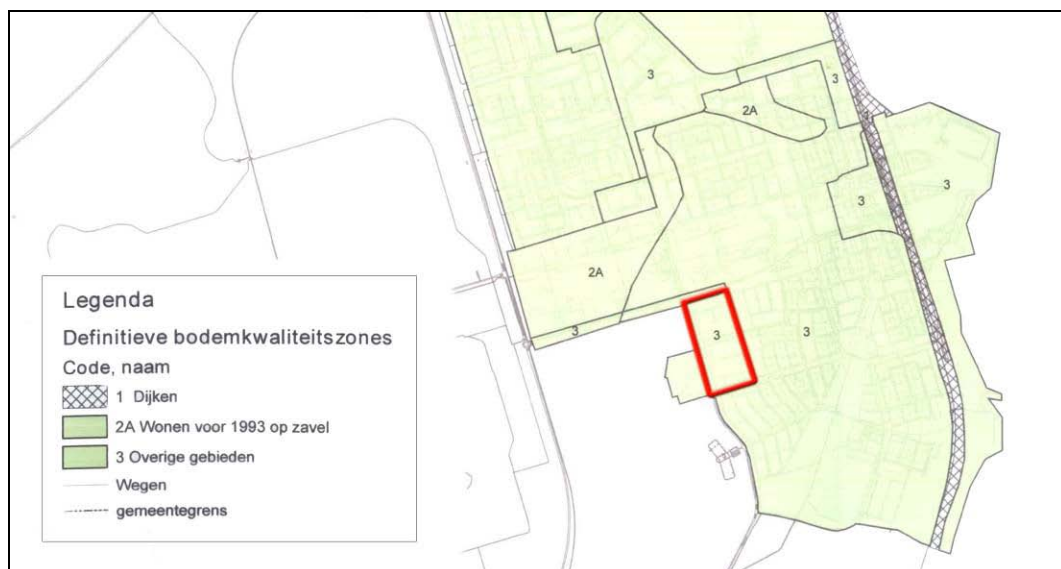 3
3
2A
3
3
2A
3
3
3
Legenda
Definitieve bodemkwaliteitszones
Code, naam
1 Dijken
2A Wonen voor 1993 op zavel
3 Overige gebieden
Wegen
gemeentegrens